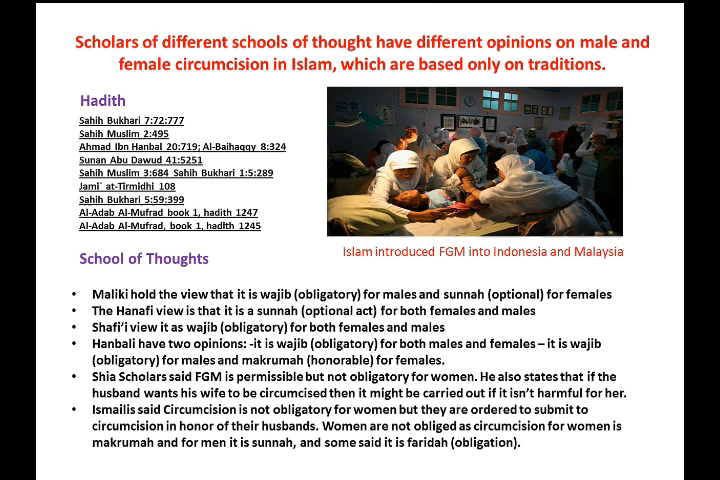 Scholars of different schools of thought have different opinions on male and
female circumcision in Islam, which are based only on traditions.
Hadith
Sahih Bukhari 7:72:777
Sahih Muslim 2:495
Ahmad Ibn Hanbal 20:719; Al-Baihaqqy 8:324
Sunan Abu Dawud 41:5251
Sahih Muslim 3:684 Sahih Bukhari 1:5:289
Jami` at-Tirmidhi 108
Sahih Bukhari 5:59:399
Al-Adab Al-Mufrad book 1, hadith 1247
Al-Adab Al-Mufrad, book 1, hadith 1245
Islam introduced FGM into Indonesia and Malaysia
School of Thoughts
• Maliki hold the view that it is wajib (obligatory) for males and sunnah (optional) for females
• The Hanafi view is that it is a sunnah (optional act) for both females and males
• Shafi’i view it as wajib (obligatory) for both females and males
• Hanbali have two opinions: -it is wajib (obligatory) for both males and females – it is wajib
(obligatory) for males and makrumah (honorable) for females.
• Shia Scholars said FGM is permissible but not obligatory for women. He also states that if the
husband wants his wife to be circumcised then it might be carried out if it isn’t harmful for her.
• Ismailis said Circumcision is not obligatory for women but they are ordered to submit to
circumcision in honor of their husbands. Women are not obliged as circumcision for women is
makrumah and for men it is sunnah, and some said it is faridah (obligation).